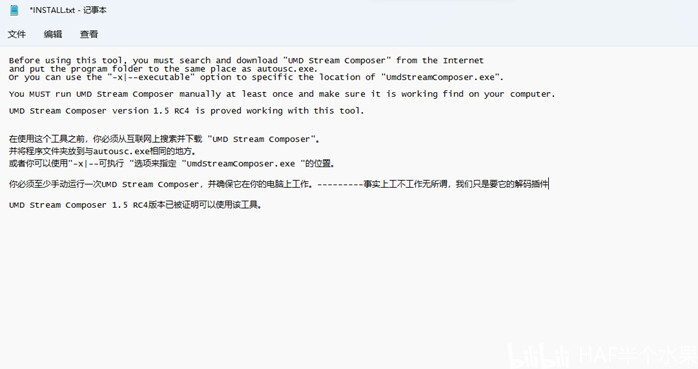 *INSTALL.txt - 记事本
文件 编辑 查看
Before using this tool, you must search and download "UMD Stream Composer" from the Internet
and put the program folder to the same place as autousc.exe.
Or you can use the "-x|--executable" option to specific the location of "UmdStreamComposer.exe".
You MUST run UMD Stream Composer manually at least once and make sure it is working find on your computer.
UMD Stream Composer version 1.5 RC4 is proved working with this tool.
在使用这个工具之前，你必须从互联网上搜索并下载 "UMD Stream Composer"。
并将程序文件夹放到与autousc.exe相同的地方。
或者你可以使用"-x|--可执行 "选项来指定 "UmdStreamComposer.exe "的位置。
你必须至少手动运行一次UMD Stream Composer，并确保它在你的电脑上工作。---------事实上工不工作无所谓，我们只是要它的解码插件
UMD Stream Composer 1.5 RC4版本已被证明可以使用该工具。
bilibili